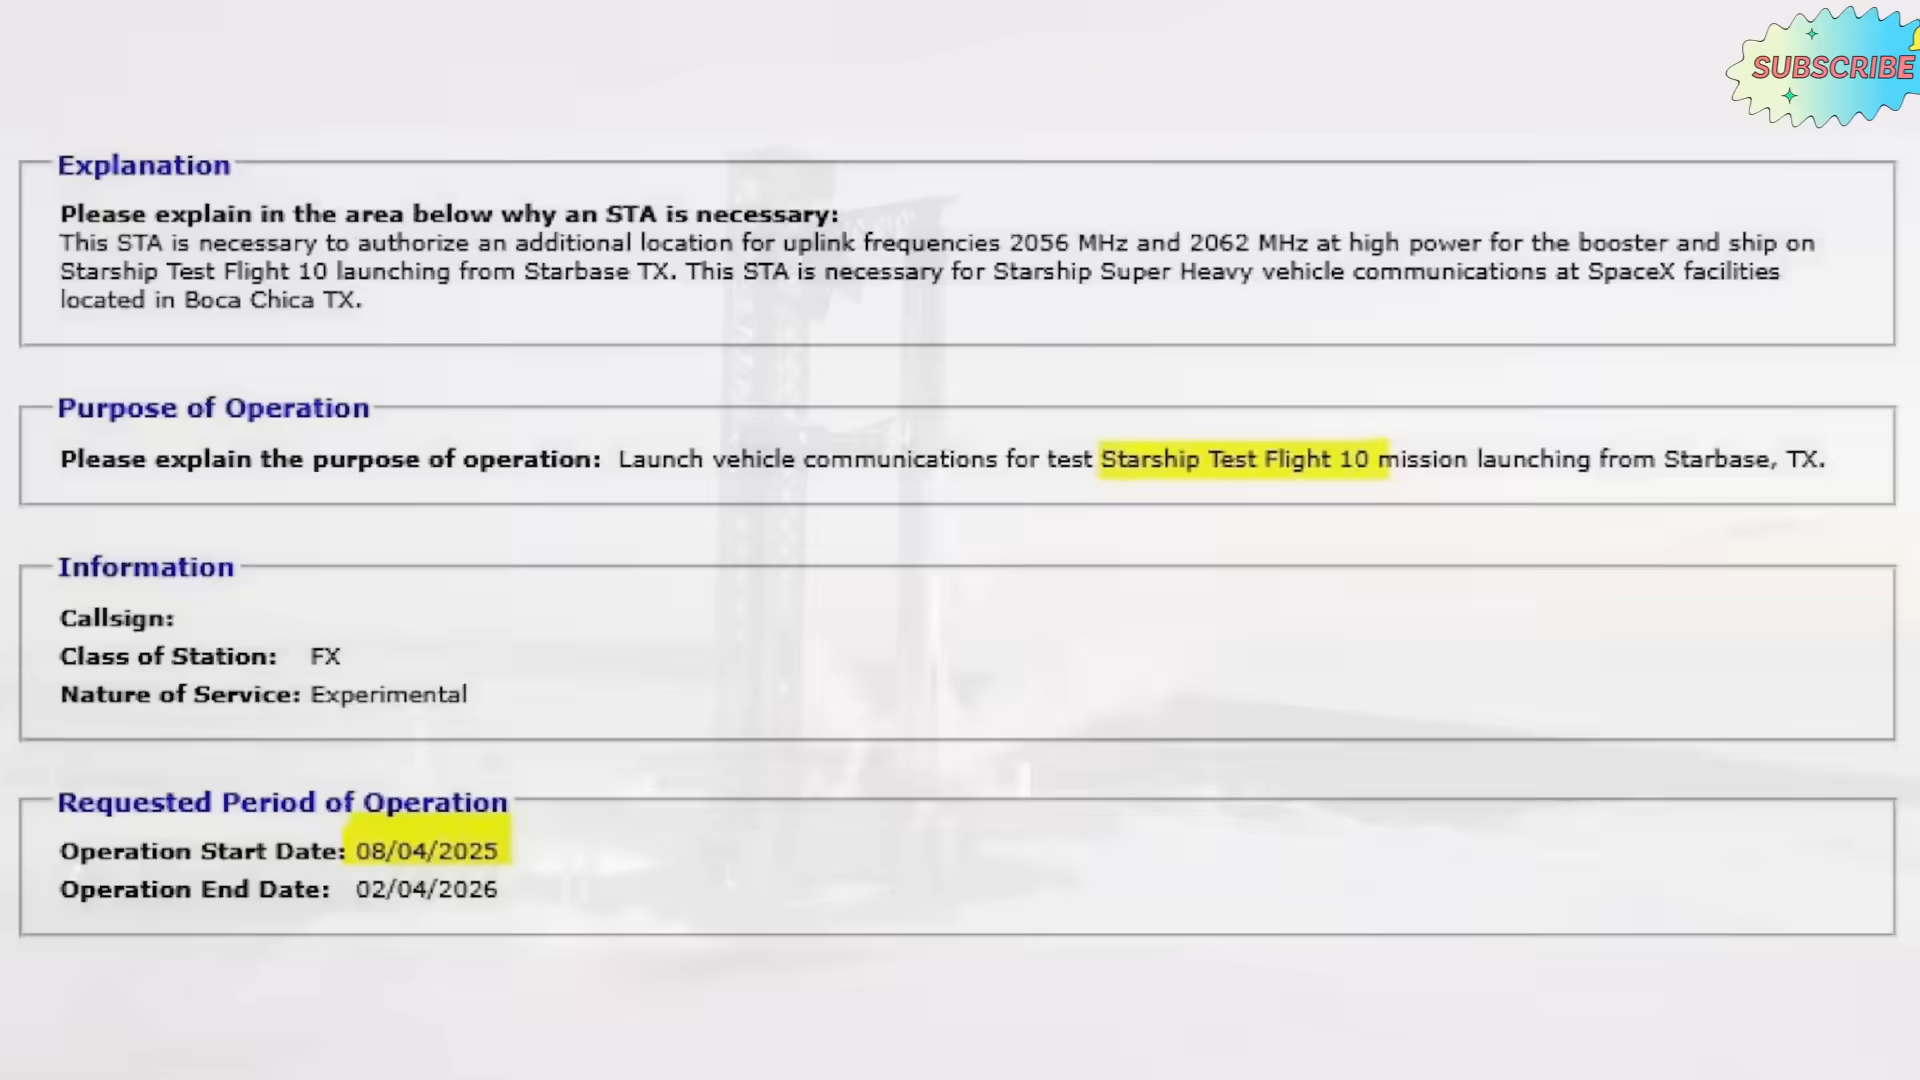 SUBSCRIBE
Explanation
Please explain in the area below why an STA is necessary:
This STA is necessary to authorize an additional location for uplink frequencies 2056 MHz and 2062 MHz at high power for the booster and ship on
Starship Test Flight 10 launching from Starbase TX. This STA is necessary for Starship Super Heavy vehicle communications at SpaceX facilities
located in Boca Chica TX.
Purpose of Operation
Please explain the purpose of operation: Launch vehicle communications for test Starship Test Flight 10 mission launching from Starbase, TX.
Information
Callsign:
Class of Station: FX
Nature of Service: Experimental
Requested Period of Operation
Operation Start Date: 08/04/2025
Operation End Date: 02/04/2026